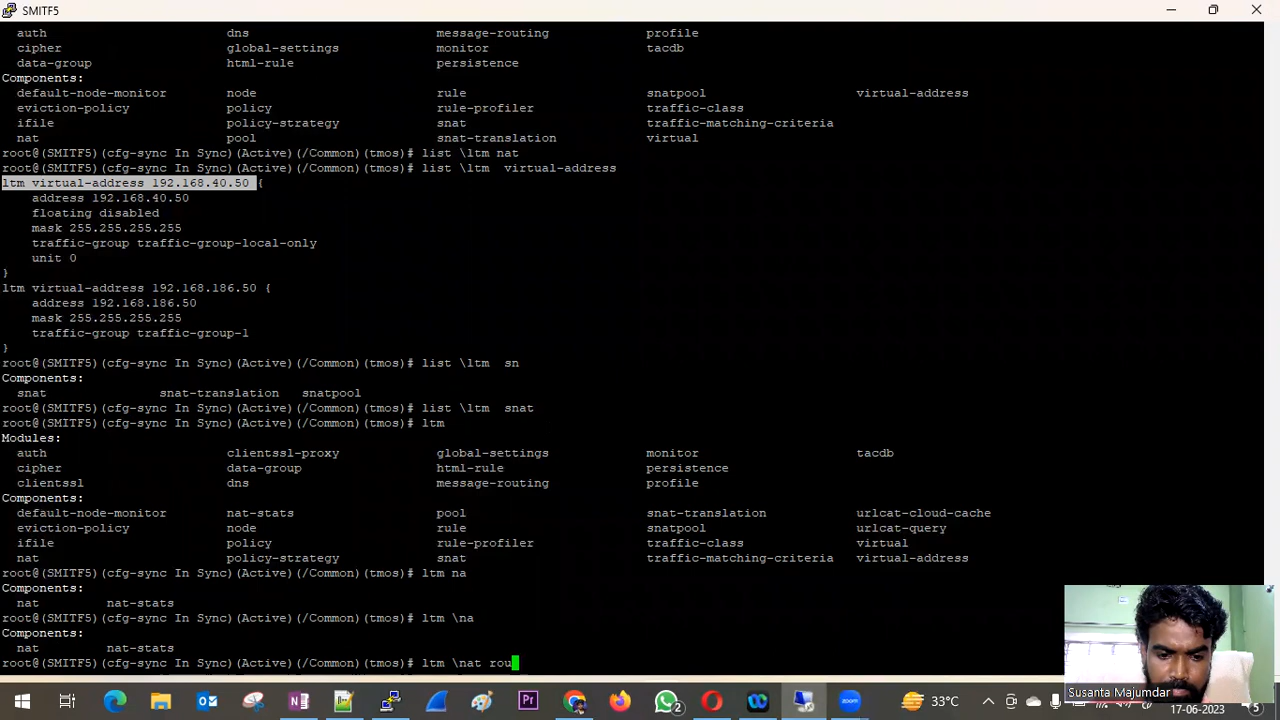 SMITF5
auth dns message-routing profile
cipher global-settings monitor tacdb
data-group html-rule persistence
Components:
default-node-monitor node rule snatpool virtual-address
eviction-policy policy rule-profiler traffic-class
ifile policy-strategy snat traffic-matching-criteria
nat pool snat-translation virtual
root@(SMITF5)(cfg-sync In Sync)(Active)(/Common)(tmos)# list \ltm nat
root@(SMITF5)(cfg-sync In Sync)(Active)(/Common)(tmos)# list \ltm  virtual-address
ltm virtual-address 192.168.40.50 {
address 192.168.40.50
floating disabled
mask 255.255.255.255
traffic-group traffic-group-local-only
unit 0
}
ltm virtual-address 192.168.186.50 {
address 192.168.186.50
mask 255.255.255.255
traffic-group traffic-group-1
}
root@(SMITF5)(cfg-sync In Sync)(Active)(/Common)(tmos)# list \ltm  sn
Components:
snat snat-translation snatpool
root@(SMITF5)(cfg-sync In Sync)(Active)(/Common)(tmos)# list \ltm  snat
root@(SMITF5)(cfg-sync In Sync)(Active)(/Common)(tmos)# ltm
Modules:
auth clientssl-proxy global-settings monitor tacdb
cipher data-group html-rule persistence
clientssl dns message-routing profile
Components:
default-node-monitor nat-stats pool snat-translation urlcat-cloud-cache
eviction-policy node rule snatpool urlcat-query
ifile policy rule-profiler traffic-class virtual
nat policy-strategy snat traffic-matching-criteria virtual-address
root@(SMITF5)(cfg-sync In Sync)(Active)(/Common)(tmos)# ltm na
Components:
nat nat-stats
root@(SMITF5)(cfg-sync In Sync)(Active)(/Common)(tmos)# ltm \na
Components:
nat nat-stats
root@(SMITF5)(cfg-sync In Sync)(Active)(/Common)(tmos)# ltm \nat rou
Susanta Majumdar
33°C
17-06-2023